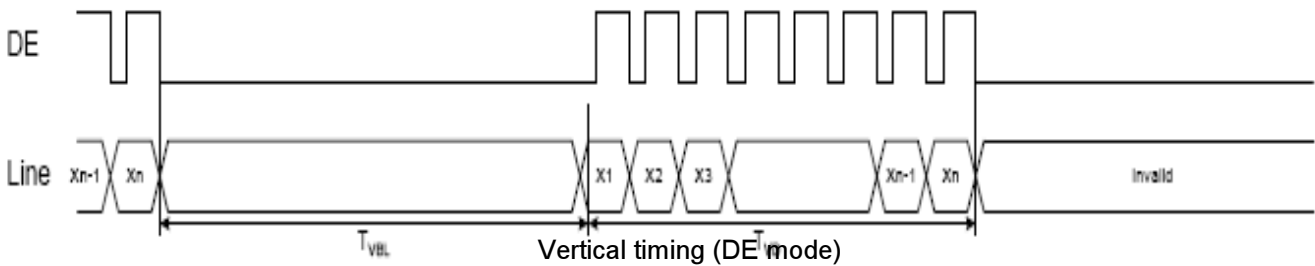 DE
Line Xn-1 Xn X1 X2 X3 Xn-1 Xn Invalid
TVBL
Vertical timing (DE mode)